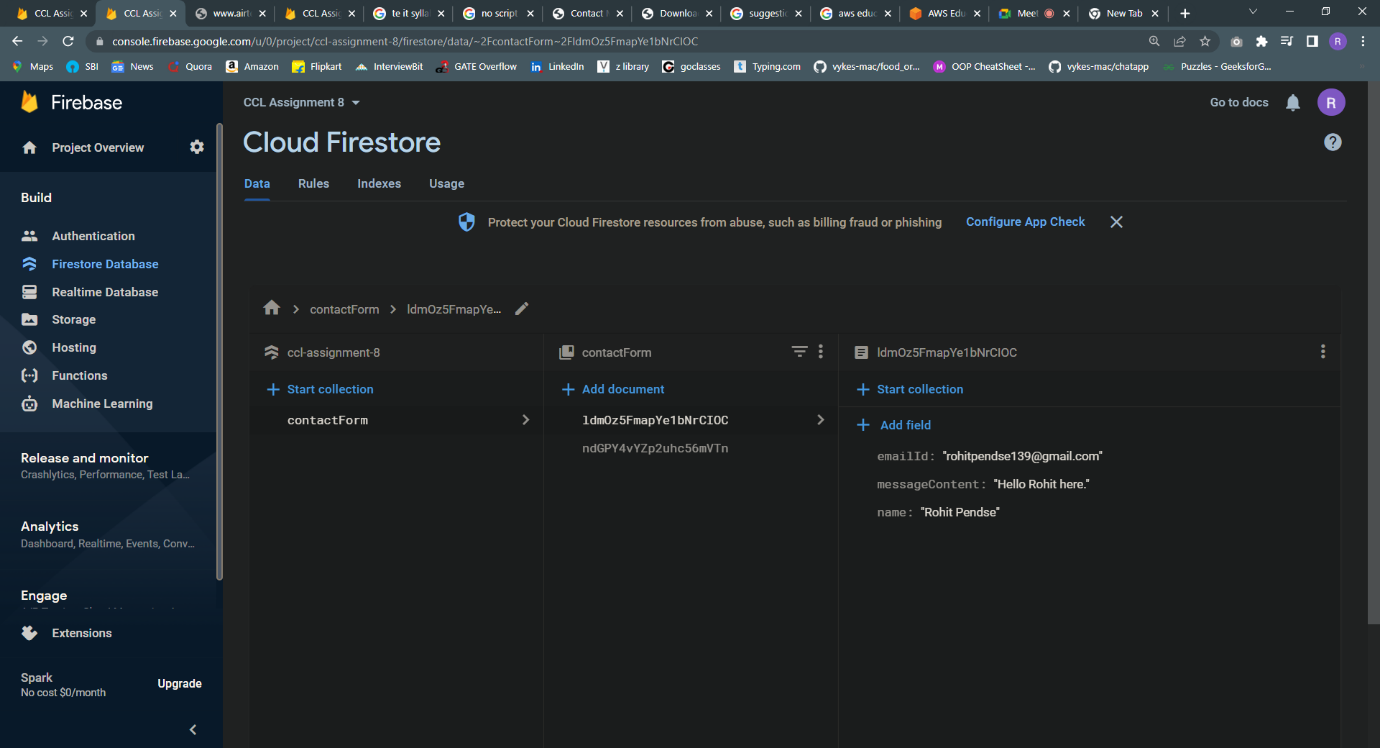 CCL Assig
CCL Assig
www.airt
CCL Assig
te it sylla
no script
Contact
Downloa
suggestic
aws educ
AWS Edu
Meet
New Tab
console.firebase.google.com/u/0/project/ccl-assignment-8/firestore/data/~2FcontactForm~2FldmOz5FmapYe1bNrCIOC
R
Maps
SBI
News
Quora
Amazon
Flipkart
InterviewBit
GATE Overflow
LinkedIn
z library
goclasses
Typing.com
vykes-mac/food_or...
OOP CheatSheet -...
vykes-mac/chatapp
Puzzles - GeeksforG...
Firebase
CCL Assignment 8
Go to docs
R
Project Overview
Cloud Firestore
Data Rules Indexes Usage
Build
Protect your Cloud Firestore resources from abuse, such as billing fraud or phishing
Configure App Check
Authentication
Firestore Database
Realtime Database
Storage
Hosting
Functions
Machine Learning
Release and monitor
Crashlytics, Performance, Test La...
Analytics
Dashboard, Realtime, Events, Conv...
Engage
Extensions
Spark
No cost $0/month
Upgrade
contactForm
ldmOz5FmapYe...
ccl-assignment-8
contactForm
ldmOz5FmapYe1bNrCIOC
Start collection
Add document
Start collection
contactForm
ldmOz5FmapYe1bNrCIOC
ndGPY4vYZp2uhc56mVTn
Add field
emailId: "rohitpendse139@gmail.com"
messageContent: "Hello Rohit here."
name: "Rohit Pendse"